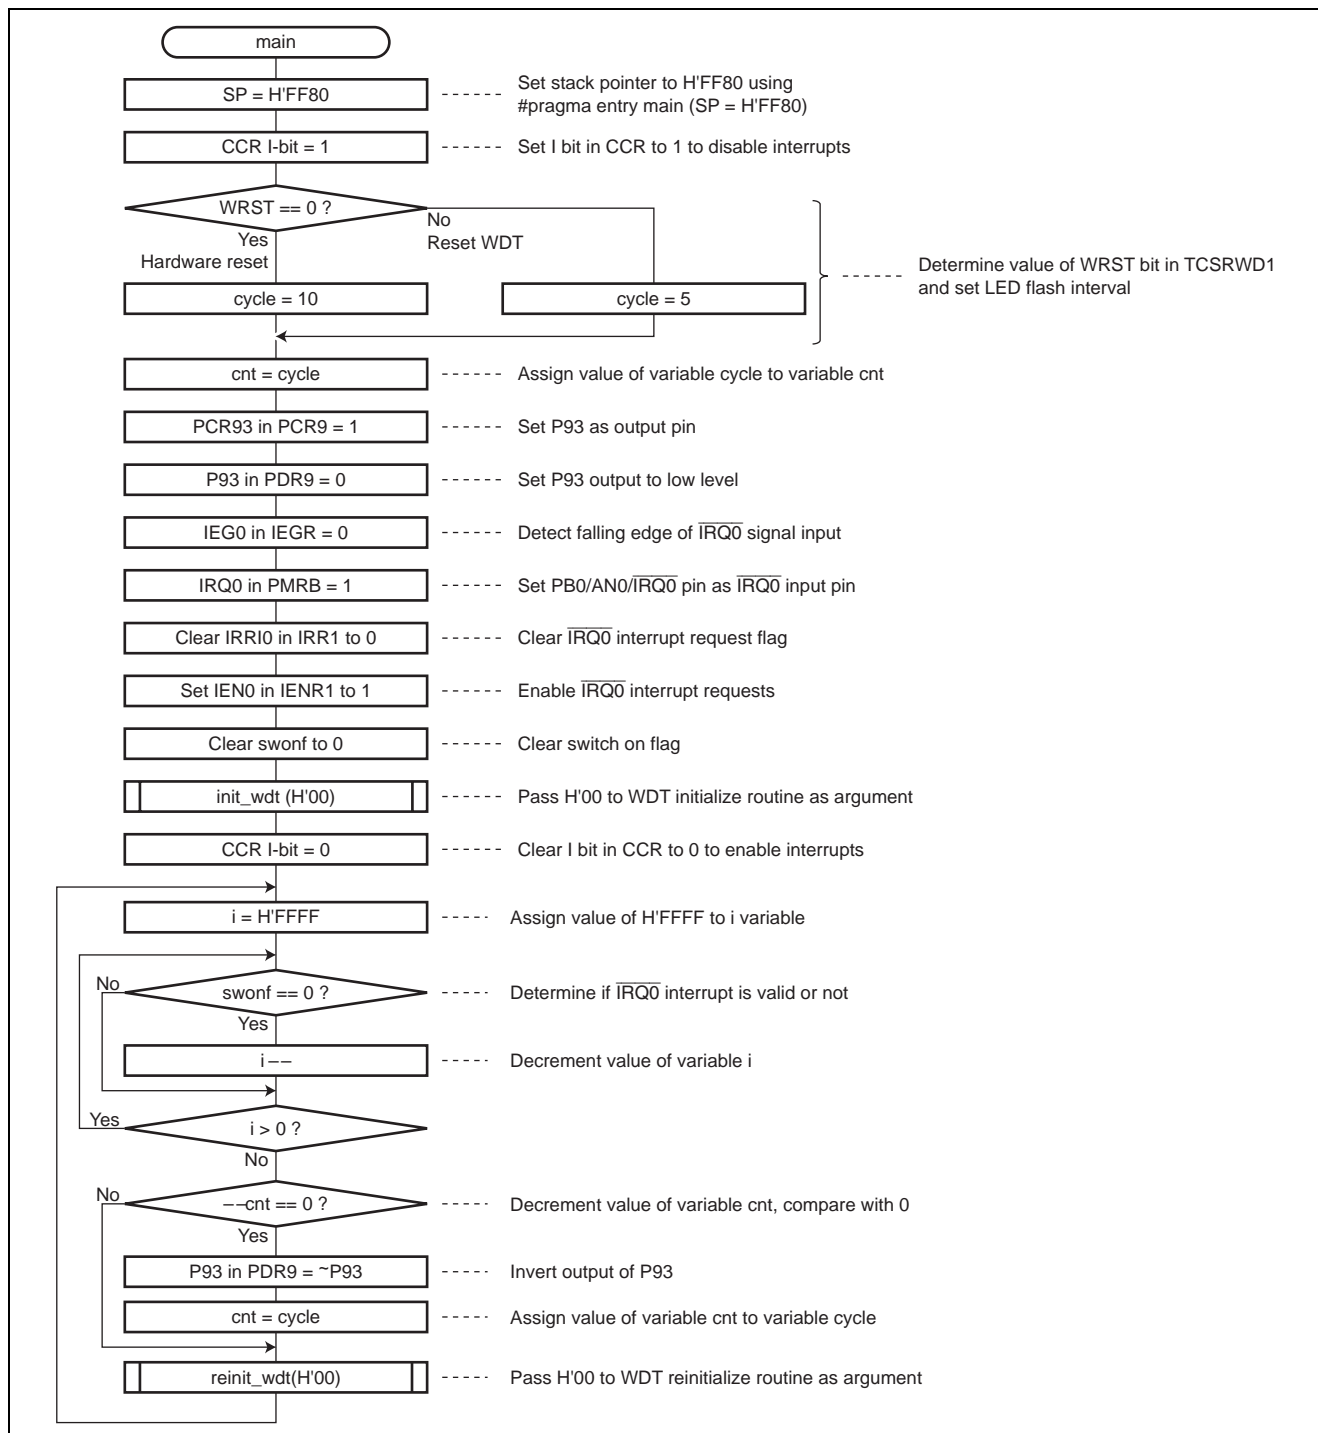 main
SP = H'FF80
Set stack pointer to H'FF80 using
#pragma entry main (SP = H'FF80)
CCR I-bit = 1
Set I bit in CCR to 1 to disable interrupts
WRST == 0 ?
No
Reset WDT
Yes
Hardware reset
Determine value of WRST bit in TCSRWD1
and set LED flash interval
cycle = 10
cycle = 5
cnt = cycle
Assign value of variable cycle to variable cnt
PCR93 in PCR9 = 1
Set P93 as output pin
P93 in PDR9 = 0
Set P93 output to low level
IEG0 in IEGR = 0
Detect falling edge of I̅R̅Q̅0̅ signal input
IRQ0 in PMRB = 1
Set PB0/AN0/I̅R̅Q̅0̅ pin as I̅R̅Q̅0̅ input pin
Clear IRRI0 in IRR1 to 0
Clear I̅R̅Q̅0̅ interrupt request flag
Set IEN0 in IENR1 to 1
Enable I̅R̅Q̅0̅ interrupt requests
Clear swonf to 0
Clear switch on flag
init_wdt (H'00)
Pass H'00 to WDT initialize routine as argument
CCR I-bit = 0
Clear I bit in CCR to 0 to enable interrupts
i = H'FFFF
Assign value of H'FFFF to i variable
No
swonf == 0 ?
Determine if I̅R̅Q̅0̅ interrupt is valid or not
Yes
i −−
Decrement value of variable i
Yes
i > 0 ?
No
No
−−cnt == 0 ?
Decrement value of variable cnt, compare with 0
Yes
P93 in PDR9 = ~P93
Invert output of P93
cnt = cycle
Assign value of variable cnt to variable cycle
reinit_wdt(H'00)
Pass H'00 to WDT reinitialize routine as argument